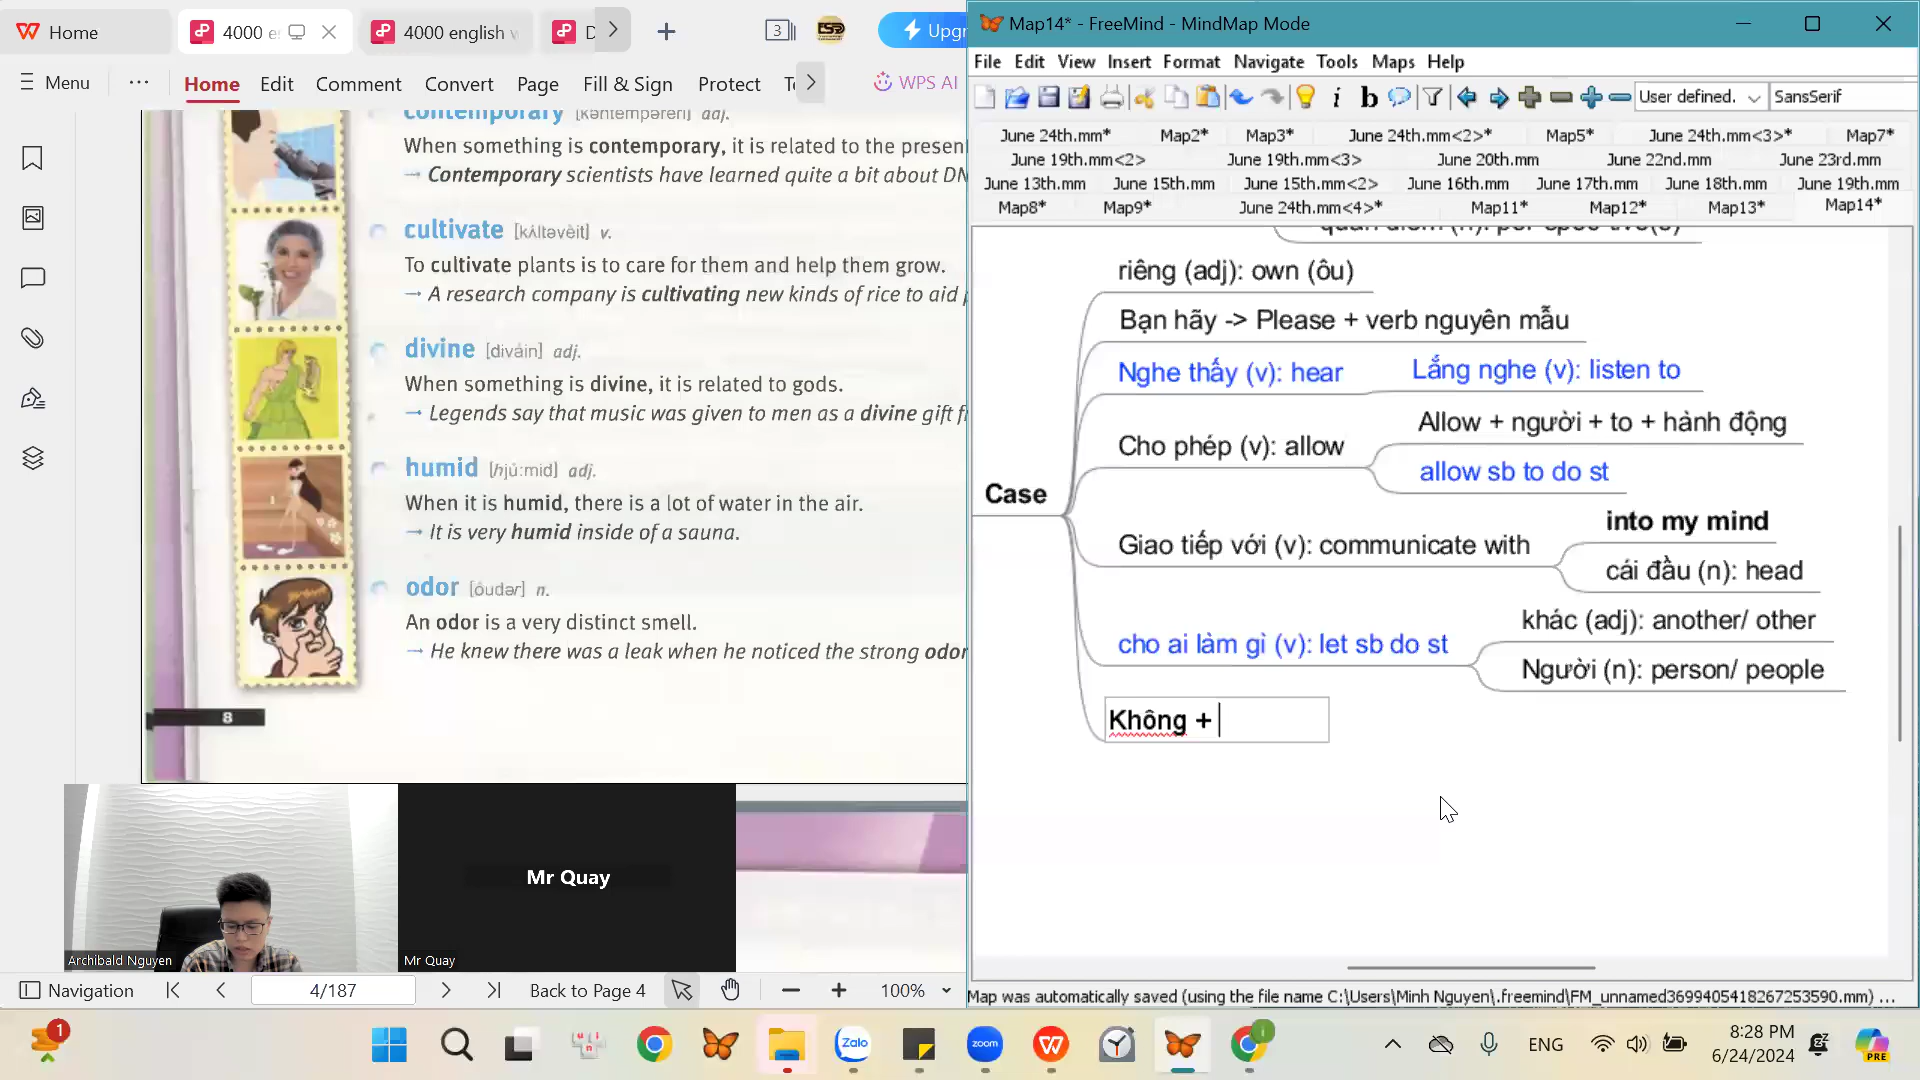 Home
4000 e
4000 english
3
Upgr
Menu
Home
Edit
Comment
Convert
Page
Fill & Sign
Protect
WPS AI
contemporary [kəntempəreri] adj.
When something is contemporary, it is related to the presen
→ Contemporary scientists have learned quite a bit about DN
cultivate [kʌ́ltəvèit] v.
To cultivate plants is to care for them and help them grow.
→ A research company is cultivating new kinds of rice to aid
divine [diváin] adj.
When something is divine, it is related to gods.
→ Legends say that music was given to men as a divine gift f
humid [hjúːmid] adj.
When it is humid, there is a lot of water in the air.
→ It is very humid inside of a sauna.
odor [óudər] n.
An odor is a very distinct smell.
→ He knew there was a leak when he noticed the strong odor
8
Archibald Nguyen
Mr Quay
Mr Quay
Navigation
4/187
Back to Page 4
100%
Map14* - FreeMind - MindMap Mode
File Edit View Insert Format Navigate Tools Maps Help
User defined.
SansSerif
June 24th.mm* Map2* Map3* June 24th.mm<2>* Map5* June 24th.mm<3>* Map7*
June 19th.mm<2> June 19th.mm<3> June 20th.mm June 22nd.mm June 23rd.mm
June 13th.mm June 15th.mm June 15th.mm<2> June 16th.mm June 17th.mm June 18th.mm June 19th.mm
Map8* Map9* June 24th.mm<4>* Map11* Map12* Map13* Map14*
quan điểm (n): per-spec-tive(s)
riêng (adj): own (ôu)
Bạn hãy -> Please + verb nguyên mẫu
Nghe thấy (v): hear
Lắng nghe (v): listen to
Allow + người + to + hành động
Cho phép (v): allow
allow sb to do st
Case
into my mind
Giao tiếp với (v): communicate with
cái đầu (n): head
khác (adj): another/ other
cho ai làm gì (v): let sb do st
Người (n): person/ people
Không +
Map was automatically saved (using the file name C:\Users\Minh Nguyen\.freemind\FM_unnamed3699405418267253590.mm) ...
1
Zalo
zoom
ENG
8:28 PM
6/24/2024
PRE